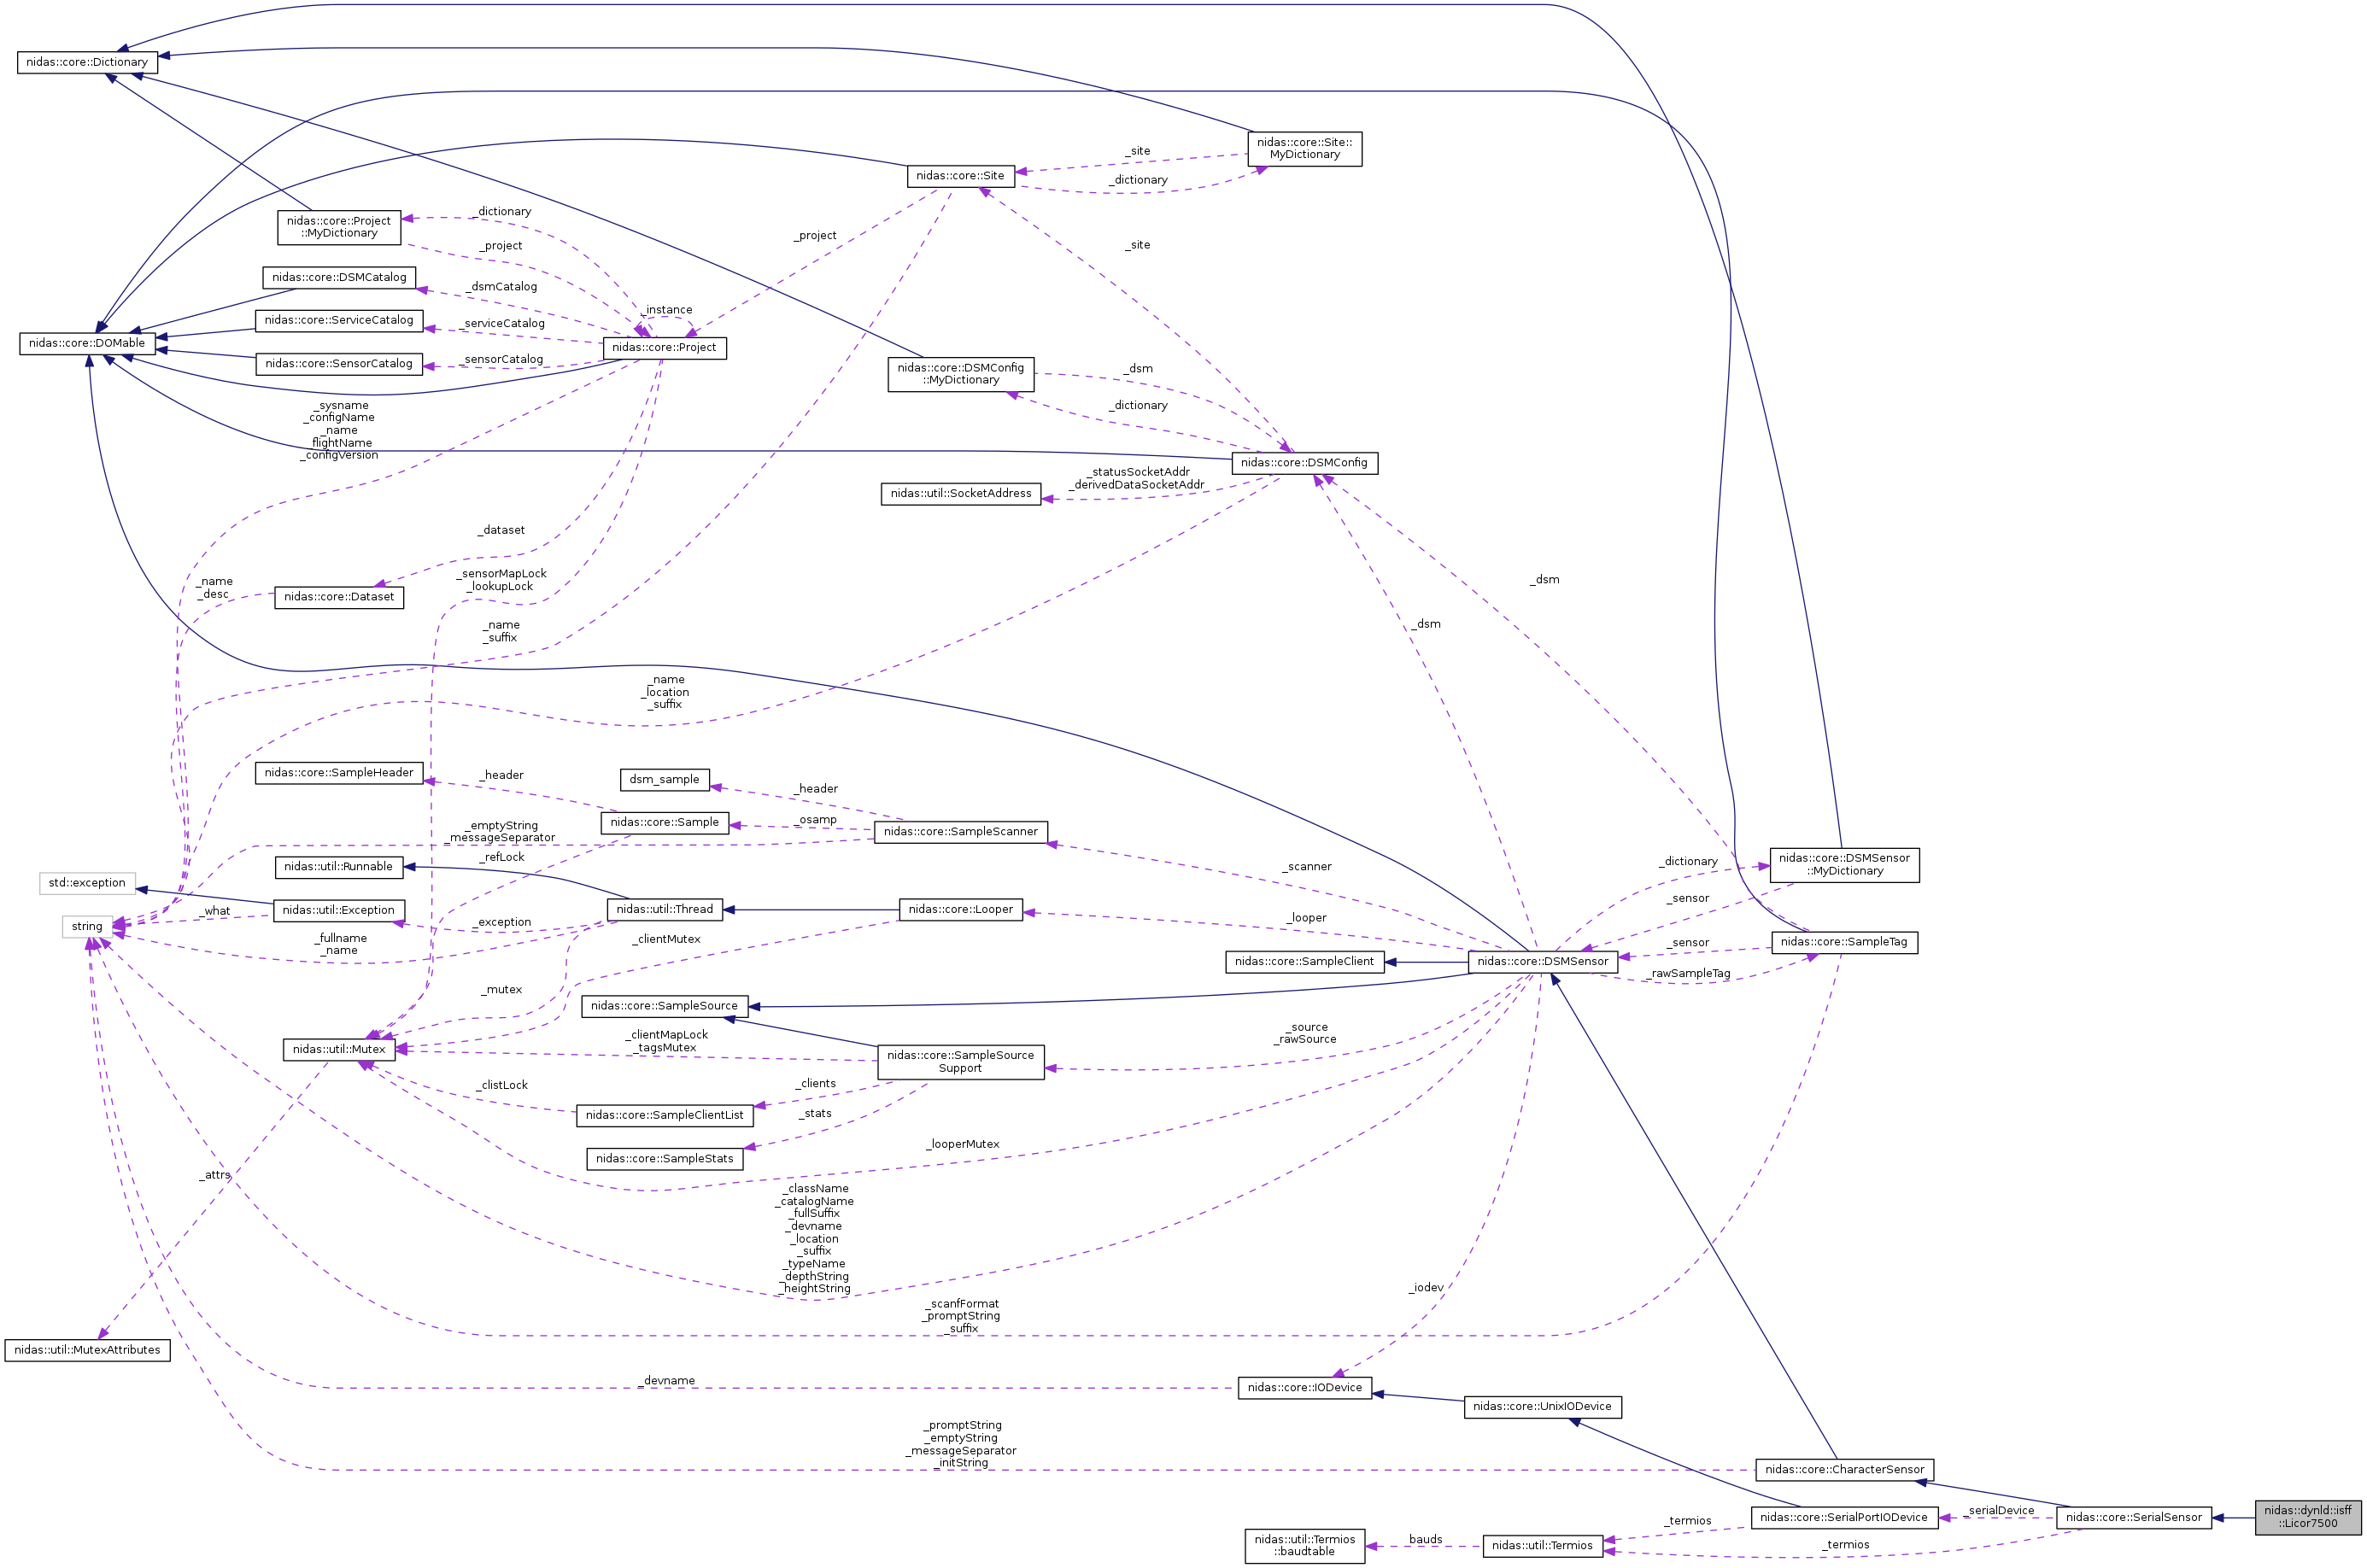 nidas::core::Dictionary
nidas::core::Site::
MyDictionary
_site
_dictionary
nidas::core::Site
nidas::core::Project
::MyDictionary
_dictionary
_project
_project
_site
nidas::core::DSMCatalog
_dsmCatalog
_instance
nidas::core::ServiceCatalog
_serviceCatalog
nidas::core::DOMable
nidas::core::Project
nidas::core::SensorCatalog
_sensorCatalog
nidas::core::DSMConfig
::MyDictionary
_dsm
_dictionary
_sysname
_configName
_name
_flightName
_configVersion
nidas::core::DSMConfig
_statusSocketAddr
_derivedDataSocketAddr
nidas::util::SocketAddress
_dataset
_sensorMapLock
_lookupLock
_name
_desc
nidas::core::Dataset
_dsm
_name
_suffix
_dsm
_name
_location
_suffix
nidas::core::SampleHeader
_header
dsm_sample
_header
nidas::core::Sample
_osamp
nidas::core::SampleScanner
_emptyString
_messageSeparator
_refLock
nidas::util::Runnable
_scanner
_dictionary
nidas::core::DSMSensor
::MyDictionary
std::exception
_sensor
nidas::util::Exception
_what
string
_exception
nidas::util::Thread
nidas::core::Looper
_looper
_fullname
_name
_clientMutex
_sensor
nidas::core::SampleTag
nidas::core::SampleClient
nidas::core::DSMSensor
_rawSampleTag
_mutex
nidas::core::SampleSource
_source
_rawSource
nidas::util::Mutex
_clientMapLock
_tagsMutex
nidas::core::SampleSource
Support
_clistLock
_clients
nidas::core::SampleClientList
_stats
nidas::core::SampleStats
_looperMutex
_attrs
_className
_catalogName
_fullSuffix
_devname
_location
_suffix
_typeName
_depthString
_heightString
_iodev
_scanfFormat
_promptString
_suffix
nidas::util::MutexAttributes
_devname
nidas::core::IODevice
nidas::core::UnixIODevice
_promptString
_emptyString
_messageSeparator
_initString
nidas::core::CharacterSensor
nidas::core::SerialPortIODevice
_serialDevice
nidas::core::SerialSensor
nidas::dynld::isff
::Licor7500
_termios
nidas::util::Termios
::baudtable
bauds
nidas::util::Termios
_termios